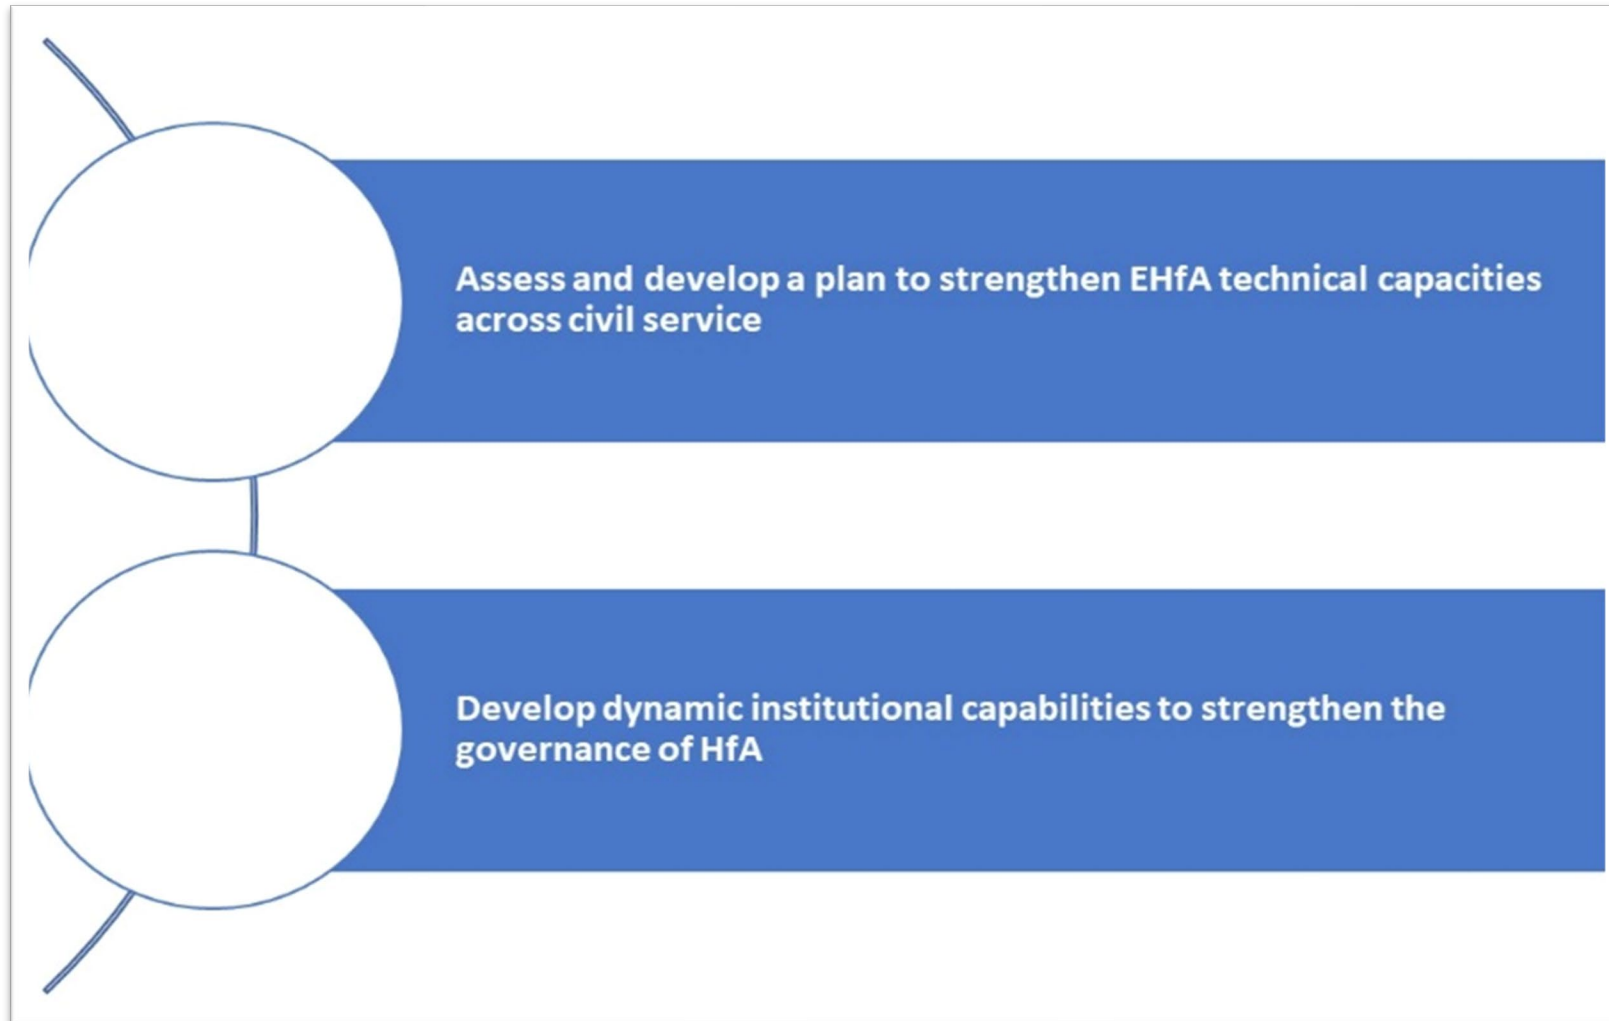 Assess and develop a plan to strengthen EHfA technical capacities
across civil service
Develop dynamic institutional capabilities to strengthen the
governance of HfA